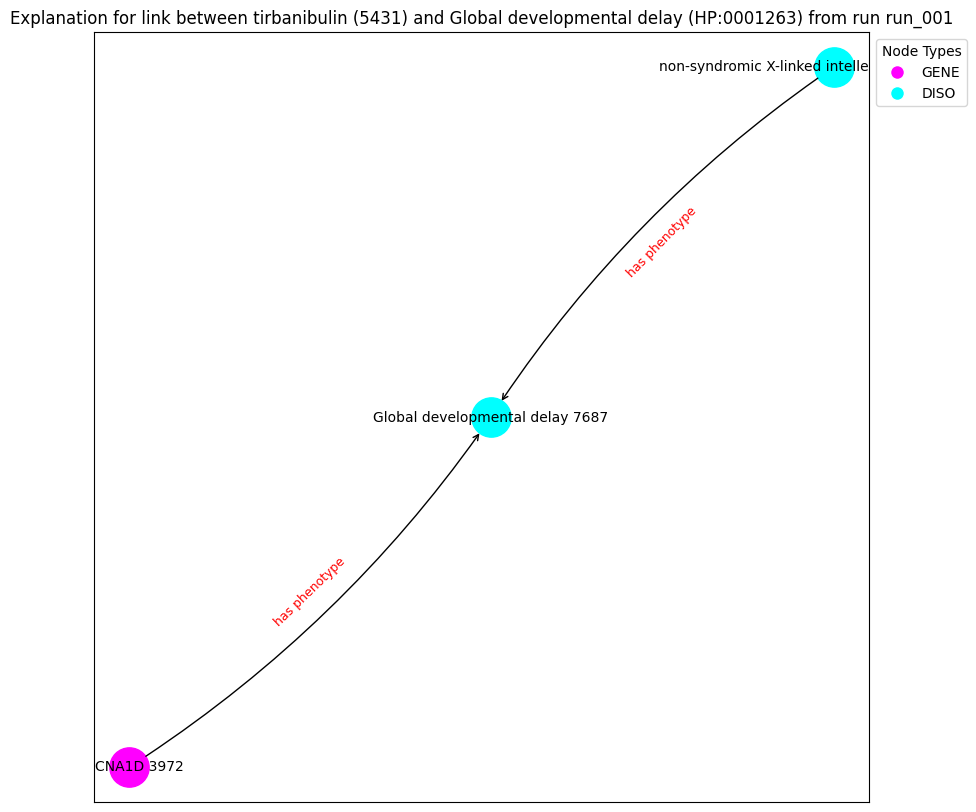 Explanation for link between tirbanibulin (5431) and Global developmental delay (HP:0001263) from run run_001
Node Types
GENE
DISO
non-syndromic X-linked intelle
has phenotype
Global developmental delay 7687
has phenotype
CNA1D 3972